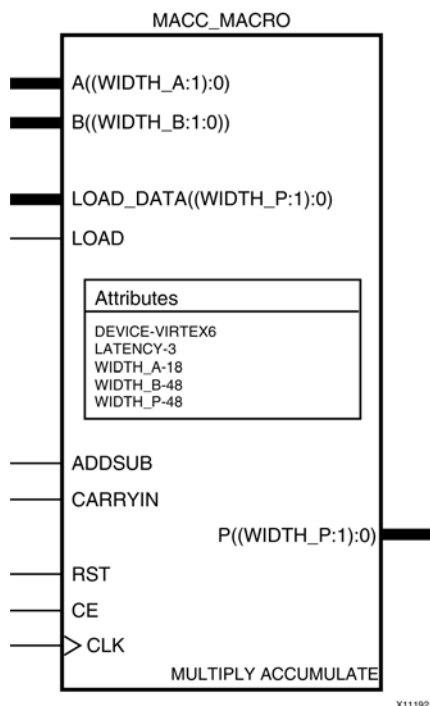 MACC_MACRO
A((WIDTH_A:1):0)
B((WIDTH_B:1:0))
LOAD_DATA((WIDTH_P:1):0)
LOAD
Attributes
DEVICE-VIRTEX6
LATENCY-3
WIDTH_A-18
WIDTH_B-48
WIDTH_P-48
ADDSUB
CARRYIN
P((WIDTH_P:1):0)
RST
CE
CLK
MULTIPLY ACCUMULATE
X11192